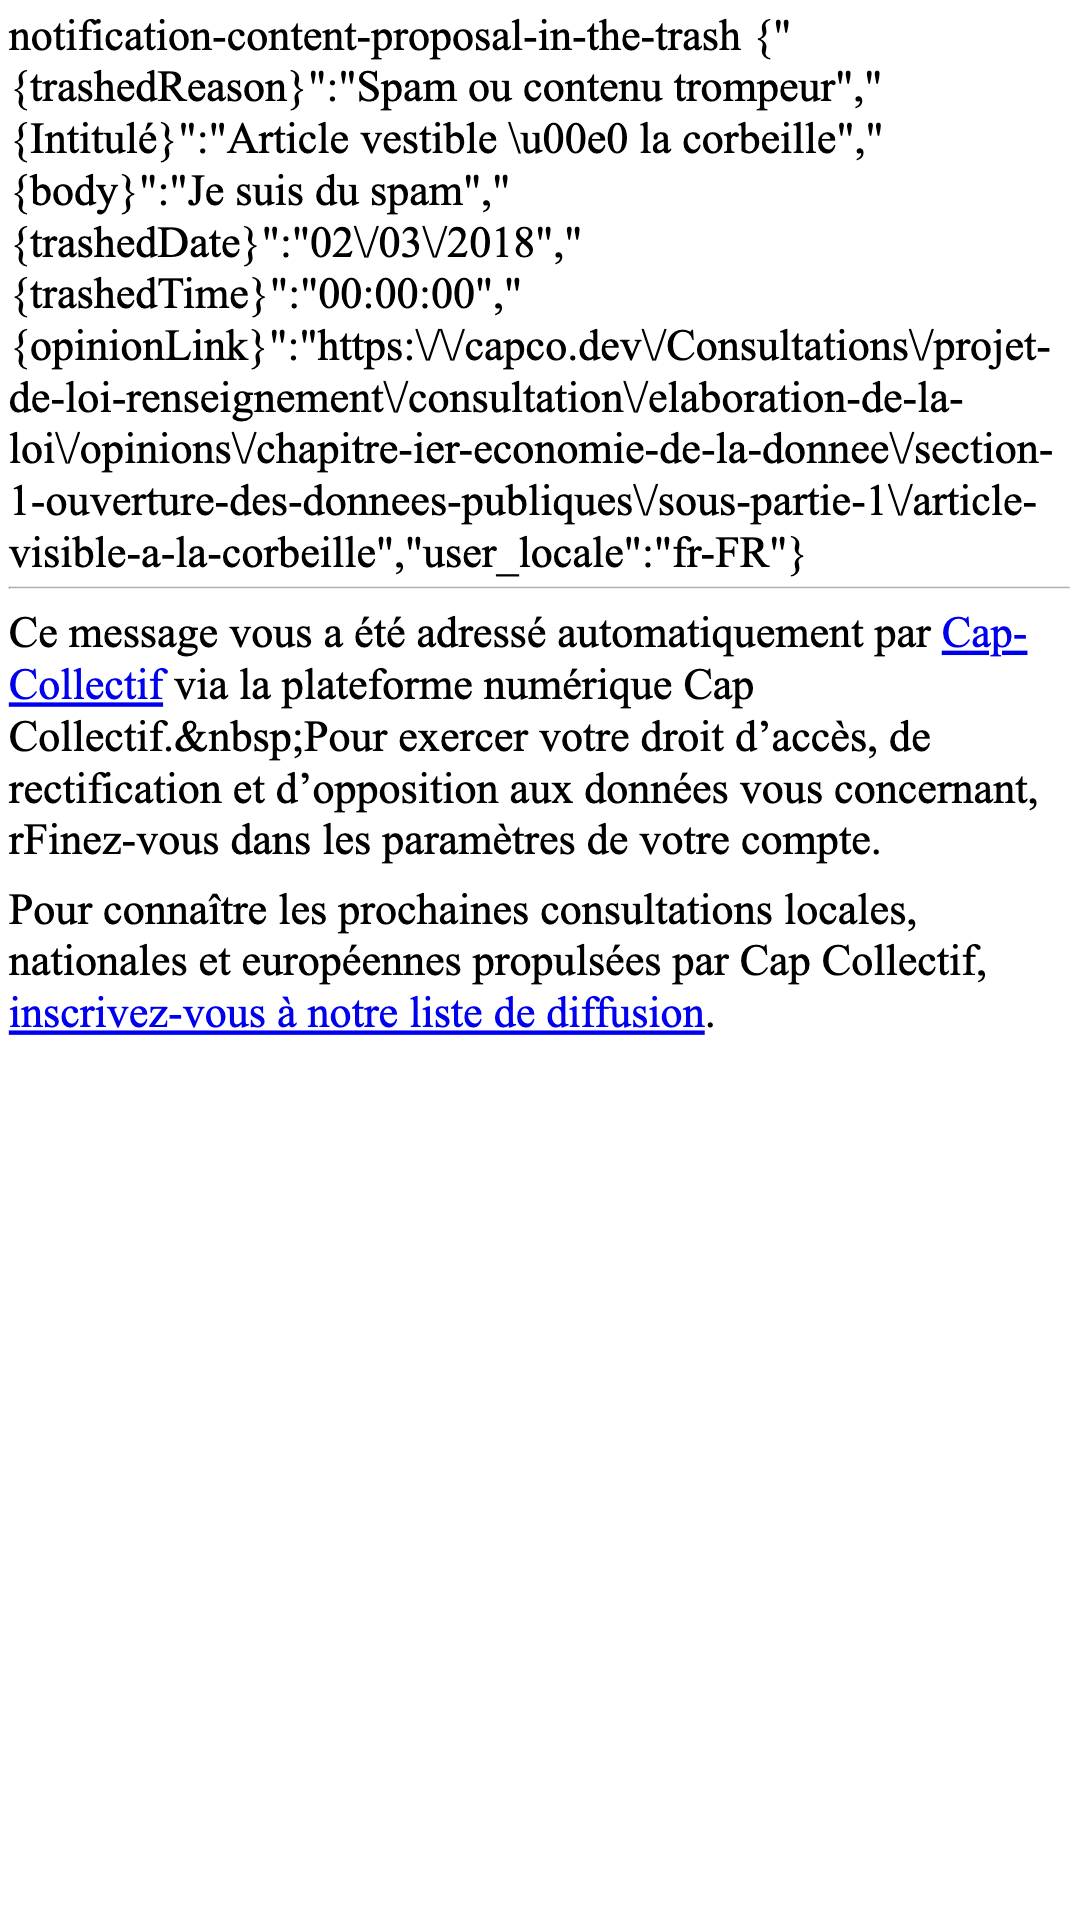 notification-content-proposal-in-the-trash {"
{trashedReason}":"Spam ou contenu trompeur","
{Intitulé}":"Article vestible \u00e0 la corbeille","
{body}":"Je suis du spam","
{trashedDate}":"02\/03\/2018","
{trashedTime}":"00:00:00","
{opinionLink}":"https:\/\/capco.dev\/Consultations\/projet-
de-loi-renseignement\/consultation\/elaboration-de-la-
loi\/opinions\/chapitre-ier-economie-de-la-donnee\/section-
1-ouverture-des-donnees-publiques\/sous-partie-1\/article-
visible-a-la-corbeille","user_locale":"fr-FR"}
Ce message vous a été adressé automatiquement par Cap-
Collectif via la plateforme numérique Cap
Collectif.&nbsp;Pour exercer votre droit d’accès, de
rectification et d’opposition aux données vous concernant,
rFinez-vous dans les paramètres de votre compte.
Pour connaître les prochaines consultations locales,
nationales et européennes propulsées par Cap Collectif,
inscrivez-vous à notre liste de diffusion.